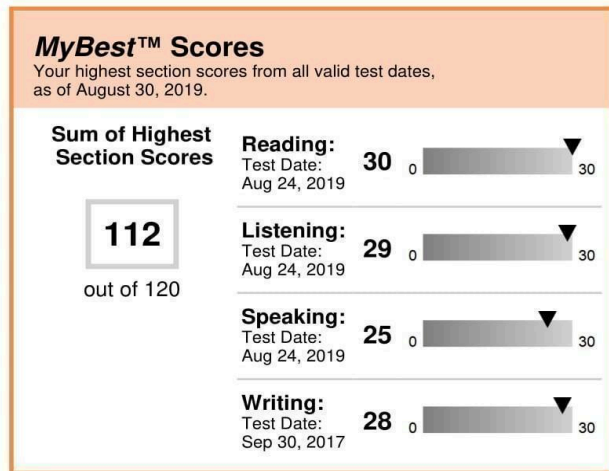 MyBest™ Scores
Your highest section scores from all valid test dates,
as of August 30, 2019.
Sum of Highest
Section Scores
112
out of 120
Reading:
Test Date:
Aug 24, 2019
30
0
30
Listening:
Test Date:
Aug 24, 2019
29
0
30
Speaking:
Test Date:
Aug 24, 2019
25
0
30
Writing:
Test Date:
Sep 30, 2017
28
0
30